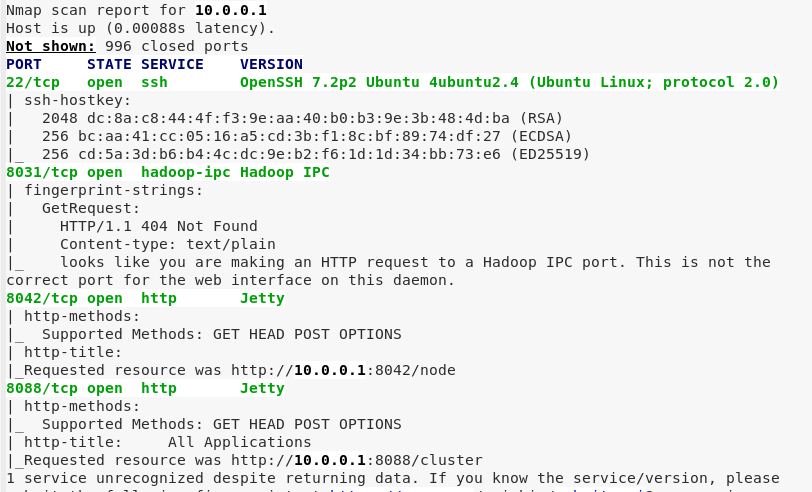 Nmap scan report for 10.0.0.1
Host is up (0.00088s latency).
Not shown: 996 closed ports
PORT     STATE SERVICE    VERSION
22/tcp   open  ssh        OpenSSH 7.2p2 Ubuntu 4ubuntu2.4 (Ubuntu Linux; protocol 2.0)
| ssh-hostkey:
|   2048 dc:8a:c8:44:4f:f3:9e:aa:40:b0:b3:9e:3b:48:4d:ba (RSA)
|   256 bc:aa:41:cc:05:16:a5:cd:3b:f1:8c:bf:89:74:df:27 (ECDSA)
|_  256 cd:5a:3d:b6:b4:4c:dc:9e:b2:f6:1d:1d:34:bb:73:e6 (ED25519)
8031/tcp open  hadoop-ipc Hadoop IPC
| fingerprint-strings:
|   GetRequest:
|     HTTP/1.1 404 Not Found
|     Content-type: text/plain
|_    looks like you are making an HTTP request to a Hadoop IPC port. This is not the
correct port for the web interface on this daemon.
8042/tcp open  http       Jetty
| http-methods:
|_  Supported Methods: GET HEAD POST OPTIONS
| http-title:
|_Requested resource was http://10.0.0.1:8042/node
8088/tcp open  http       Jetty
| http-methods:
|_  Supported Methods: GET HEAD POST OPTIONS
| http-title:     All Applications
|_Requested resource was http://10.0.0.1:8088/cluster
1 service unrecognized despite returning data. If you know the service/version, please